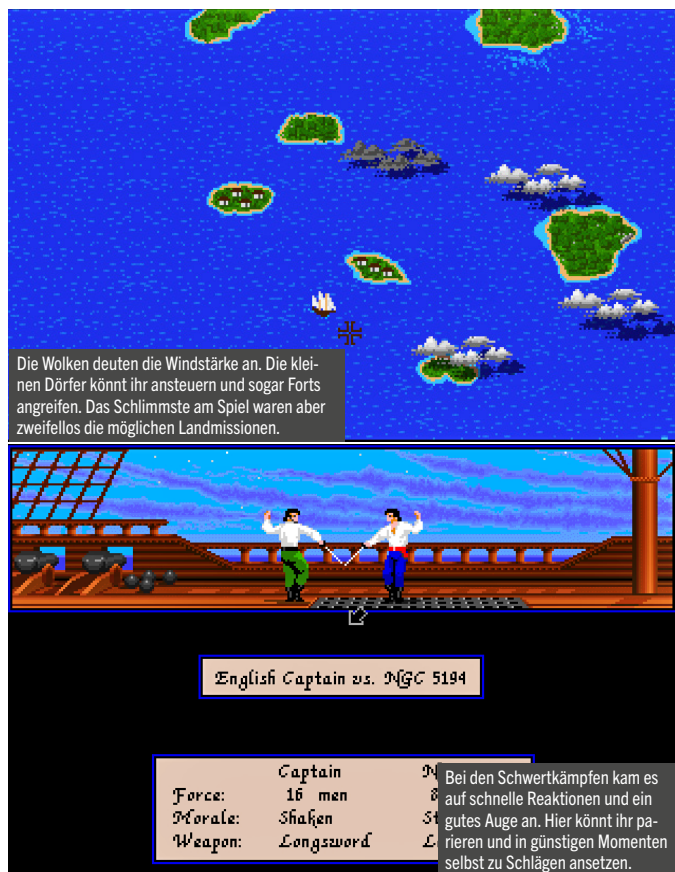 Die Wolken deuten die Windstärke an. Die klei-
nen Dörfer könnt ihr ansteuern und sogar Forts
angreifen. Das Schlimmste am Spiel waren aber
zweifellos die möglichen Landmissionen.
English Captain vs. NGC 5194
Captain
Force: 16 men
Morale: Shaken
Weapon: Longsword
Bei den Schwertkämpfen kam es
auf schnelle Reaktionen und ein
gutes Auge an. Hier könnt ihr pa-
rieren und in günstigen Momenten
selbst zu Schlägen ansetzen.